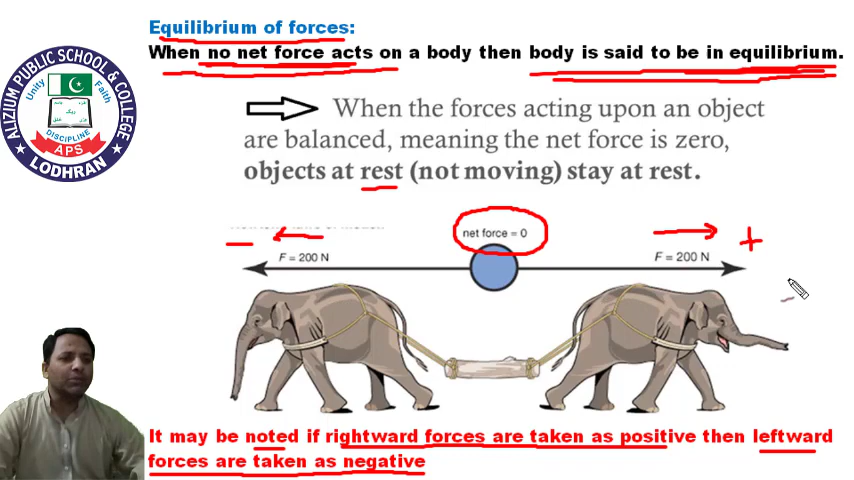 Equilibrium of forces:
When no net force acts on a body then body is said to be in equilibrium.
ALIZIUM PUBLIC SCHOOL & COLLEGE
Unity
Faith
DISCIPLINE
APS
LODHRAN
When the forces acting upon an object
are balanced, meaning the net force is zero,
objects at rest (not moving) stay at rest.
net force = 0
− +
F = 200 N F = 200 N
It may be noted if rightward forces are taken as positive then leftward
forces are taken as negative